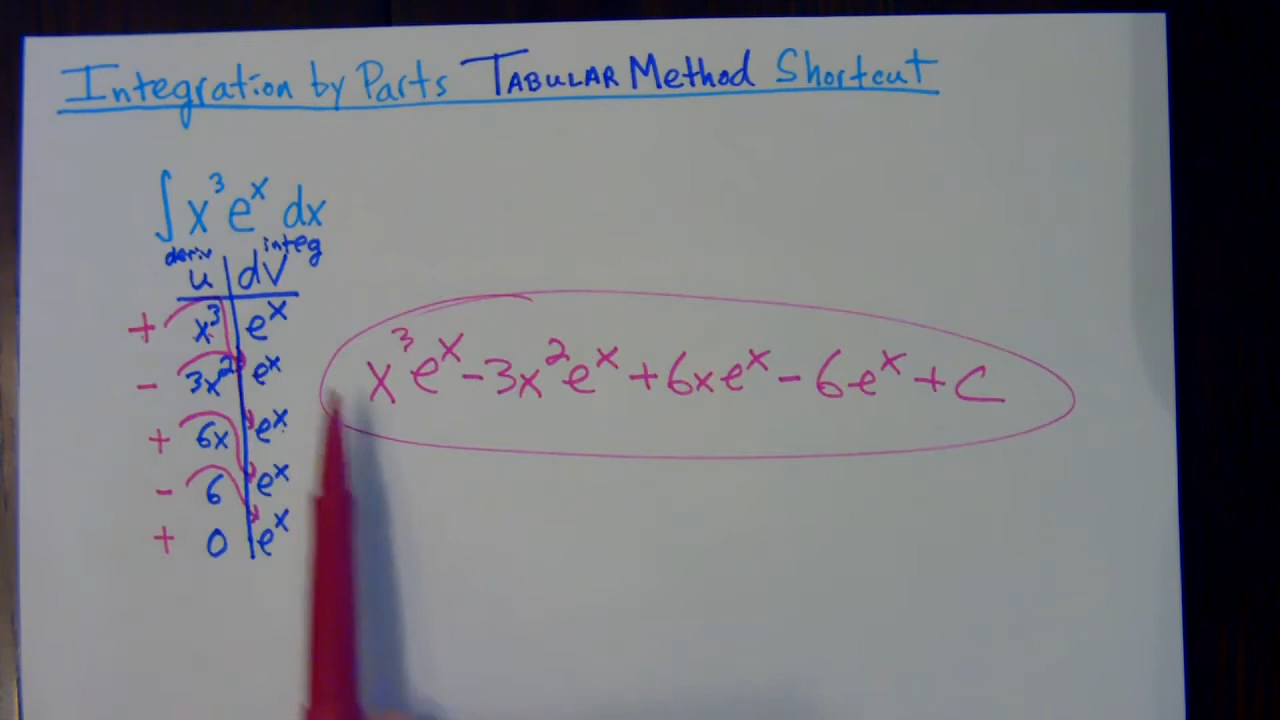 Integration by Parts TABULAR Method Shortcut
∫x³eˣ dx
deriv integ
u dv
+ x³ eˣ
- 3x² eˣ
x³eˣ - 3x²eˣ + 6xeˣ - 6eˣ + C
+ 6x eˣ
- 6 eˣ
+ 0 eˣ